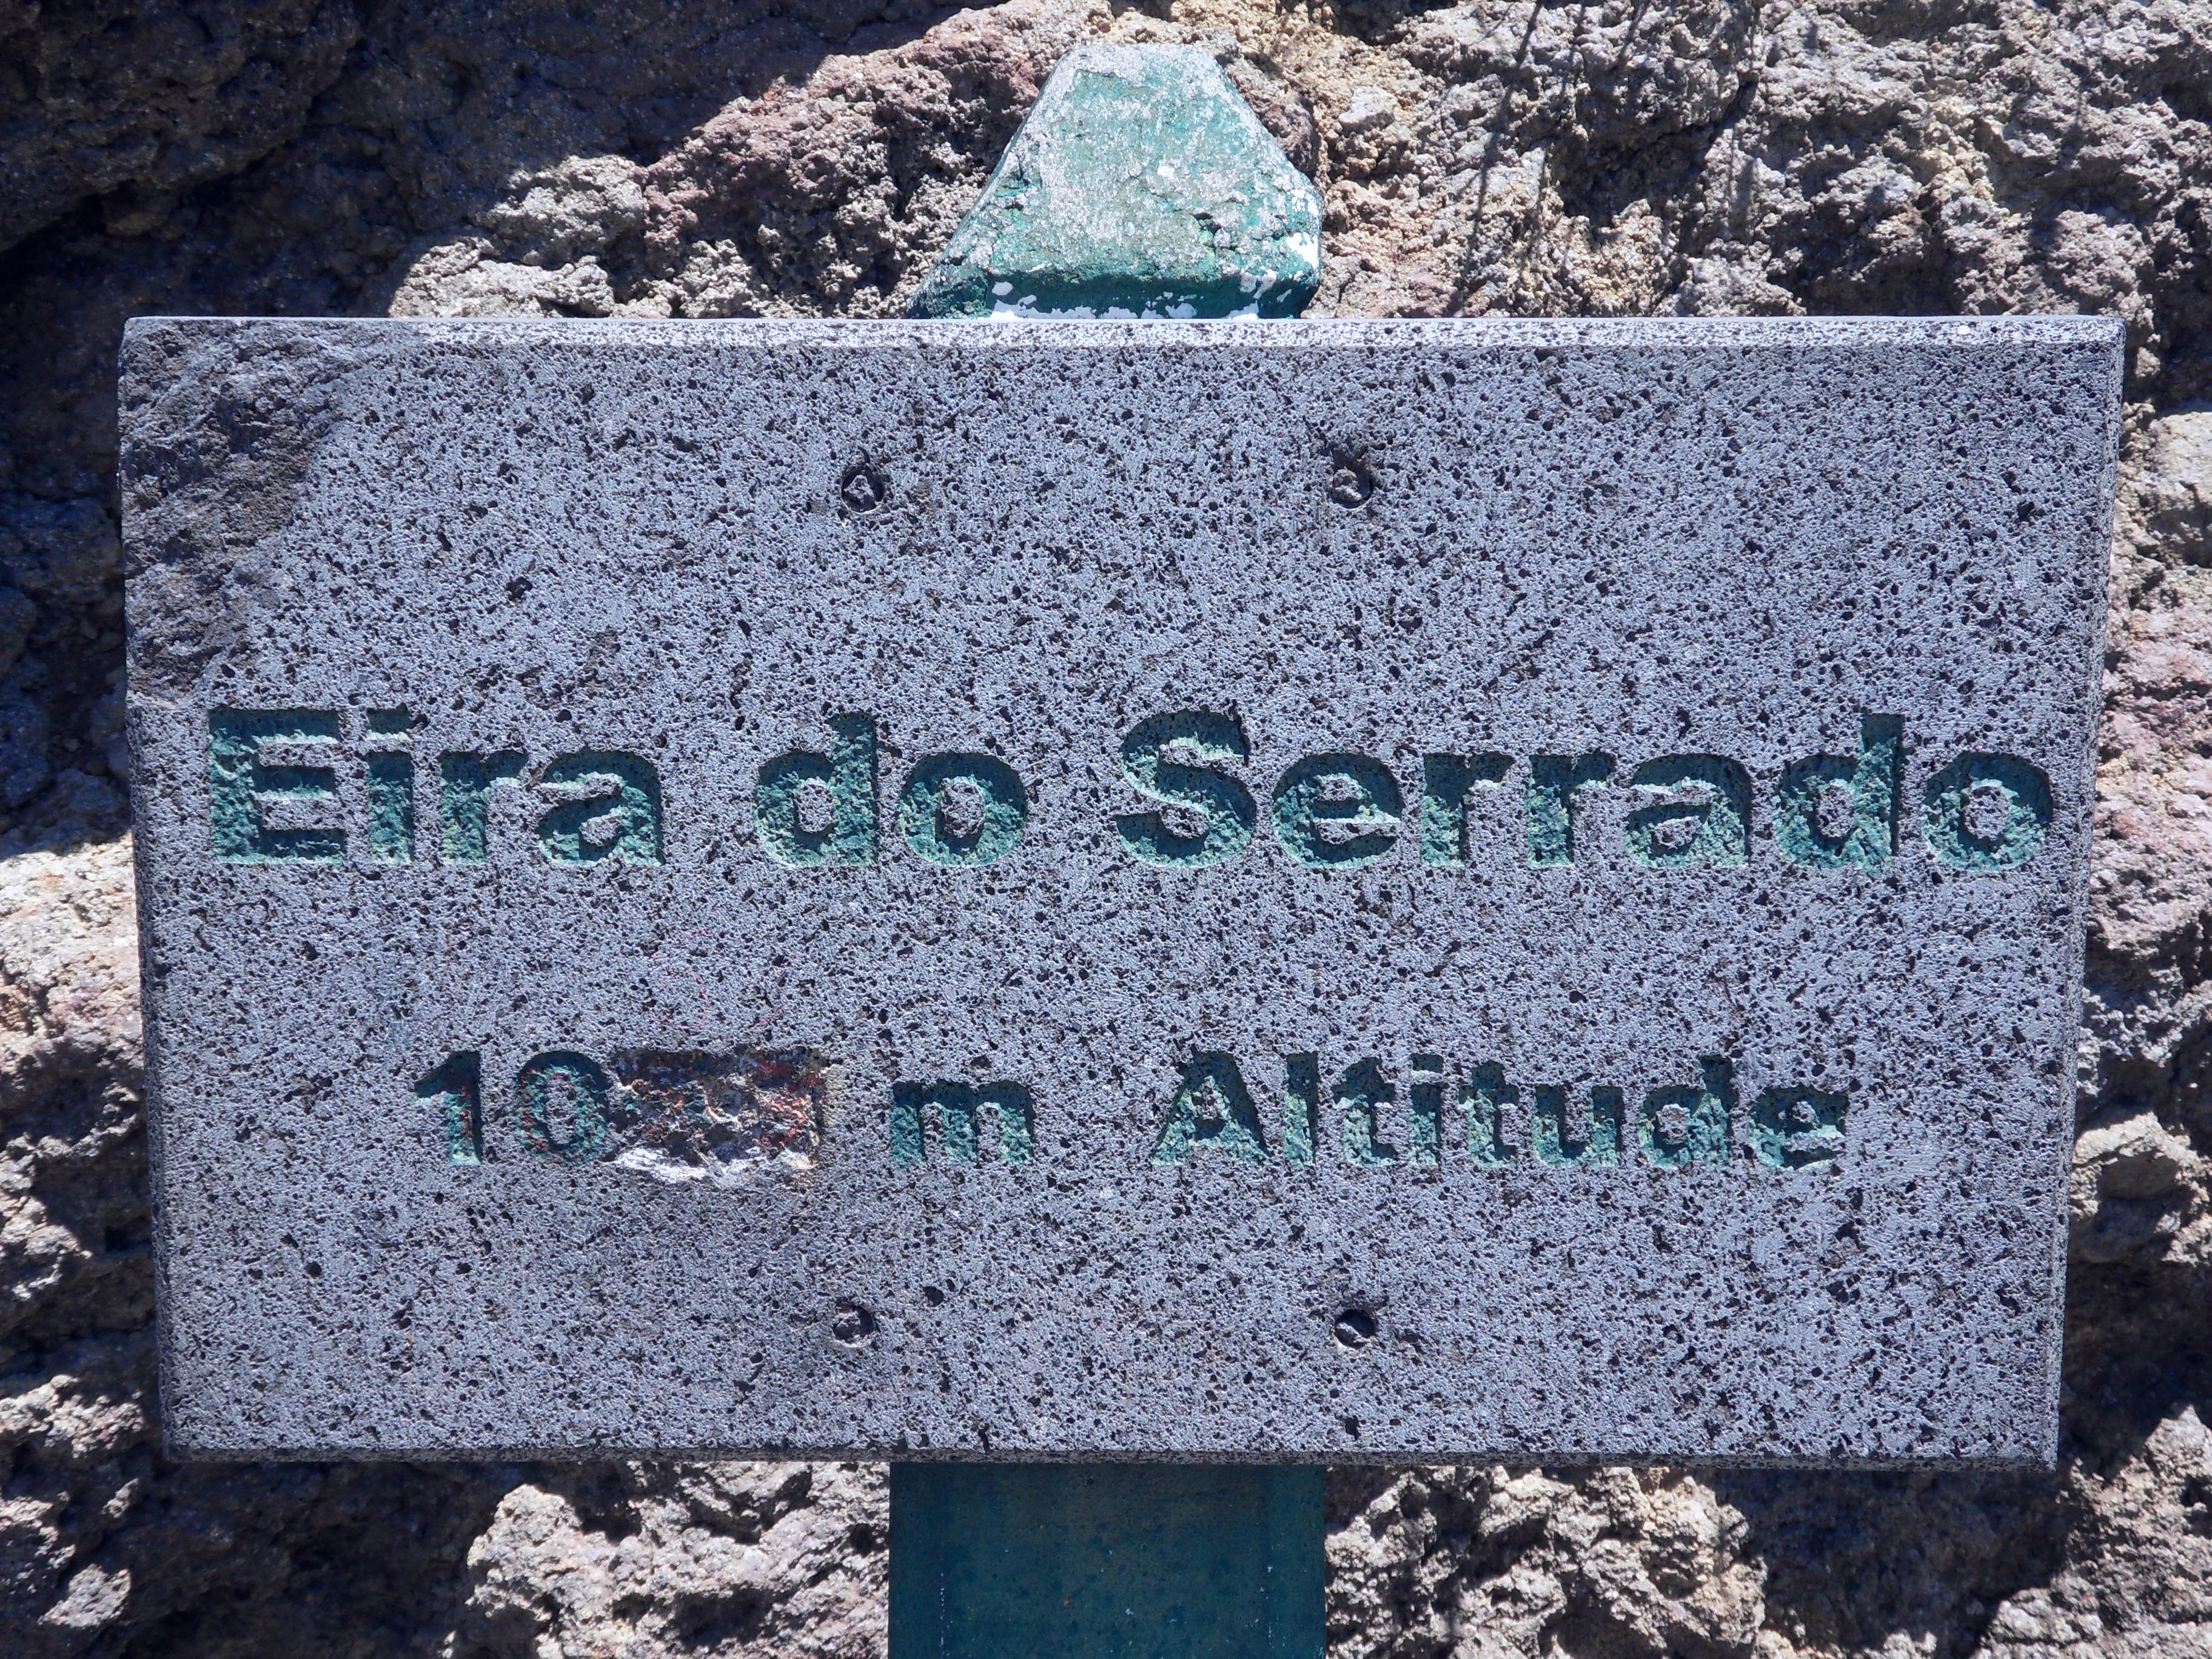 Eira do Serrado
m Altitude